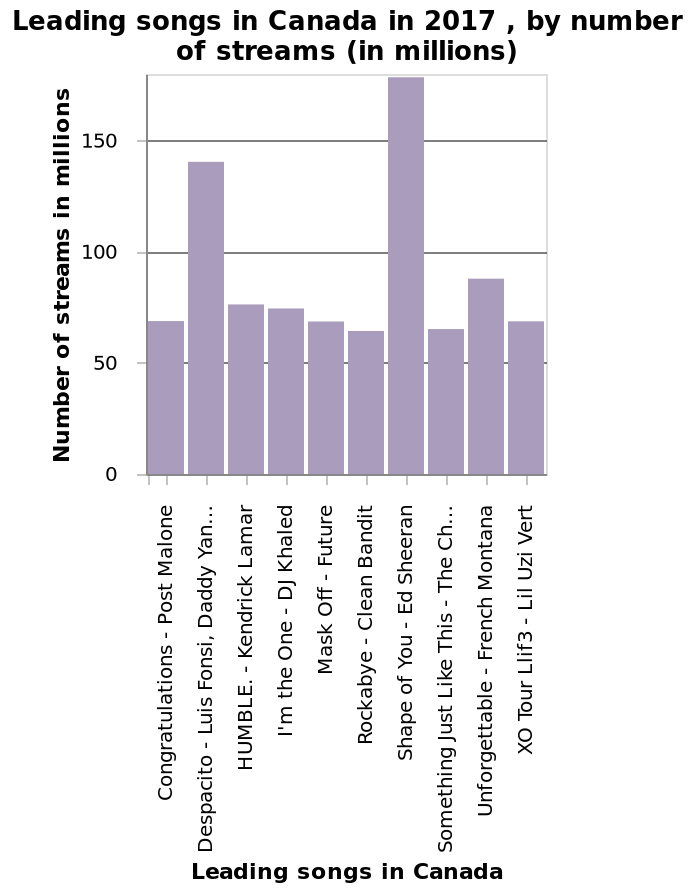 Leading songs in Canada in 2017 , by number
of streams (in millions)
Number of streams in millions
150
100
50
0
Congratulations - Post Malone
Despacito - Luis Fonsi, Daddy Yan...
HUMBLE. - Kendrick Lamar
I'm the One - DJ Khaled
Mask Off - Future
Rockabye - Clean Bandit
Shape of You - Ed Sheeran
Something Just Like This - The Ch...
Unforgettable - French Montana
XO Tour Llif3 - Lil Uzi Vert
Leading songs in Canada